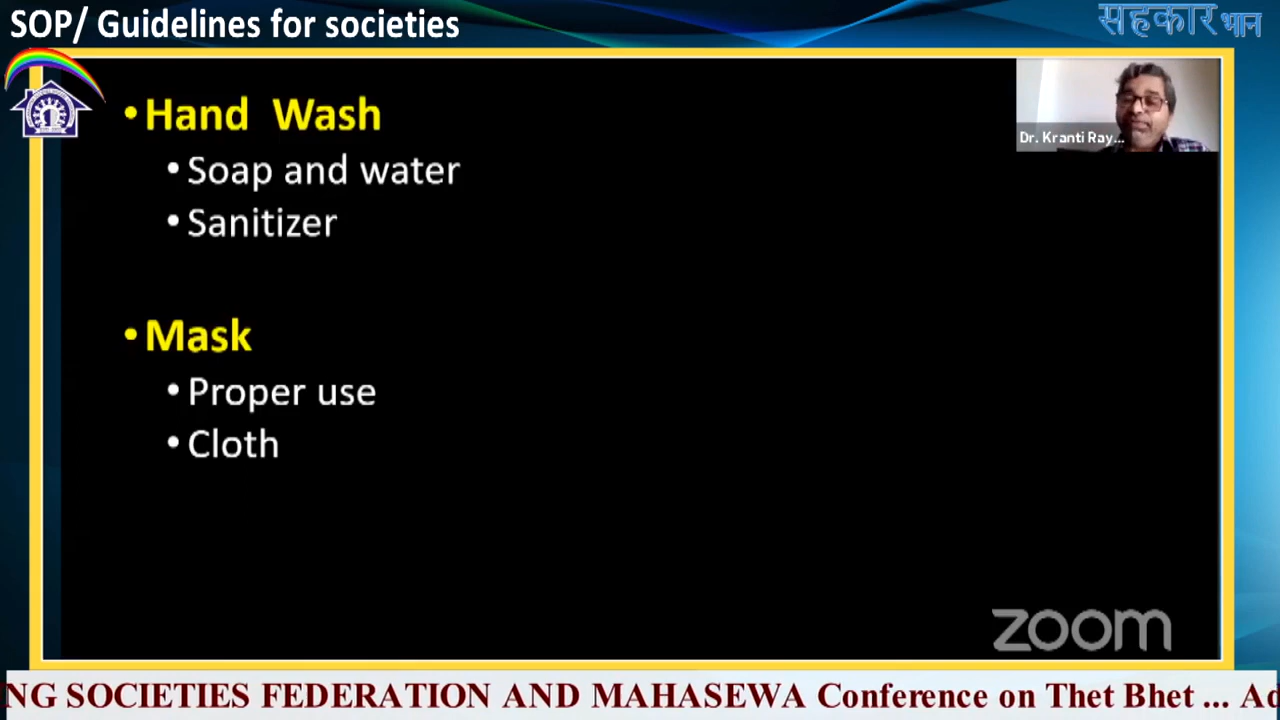 SOP/ Guidelines for societies
सहकार भान
• Hand Wash
• Soap and water
• Sanitizer
Dr. Kranti Ray...
• Mask
• Proper use
• Cloth
zoom
NG SOCIETIES FEDERATION AND MAHASEWA Conference on Thet Bhet ... Ad